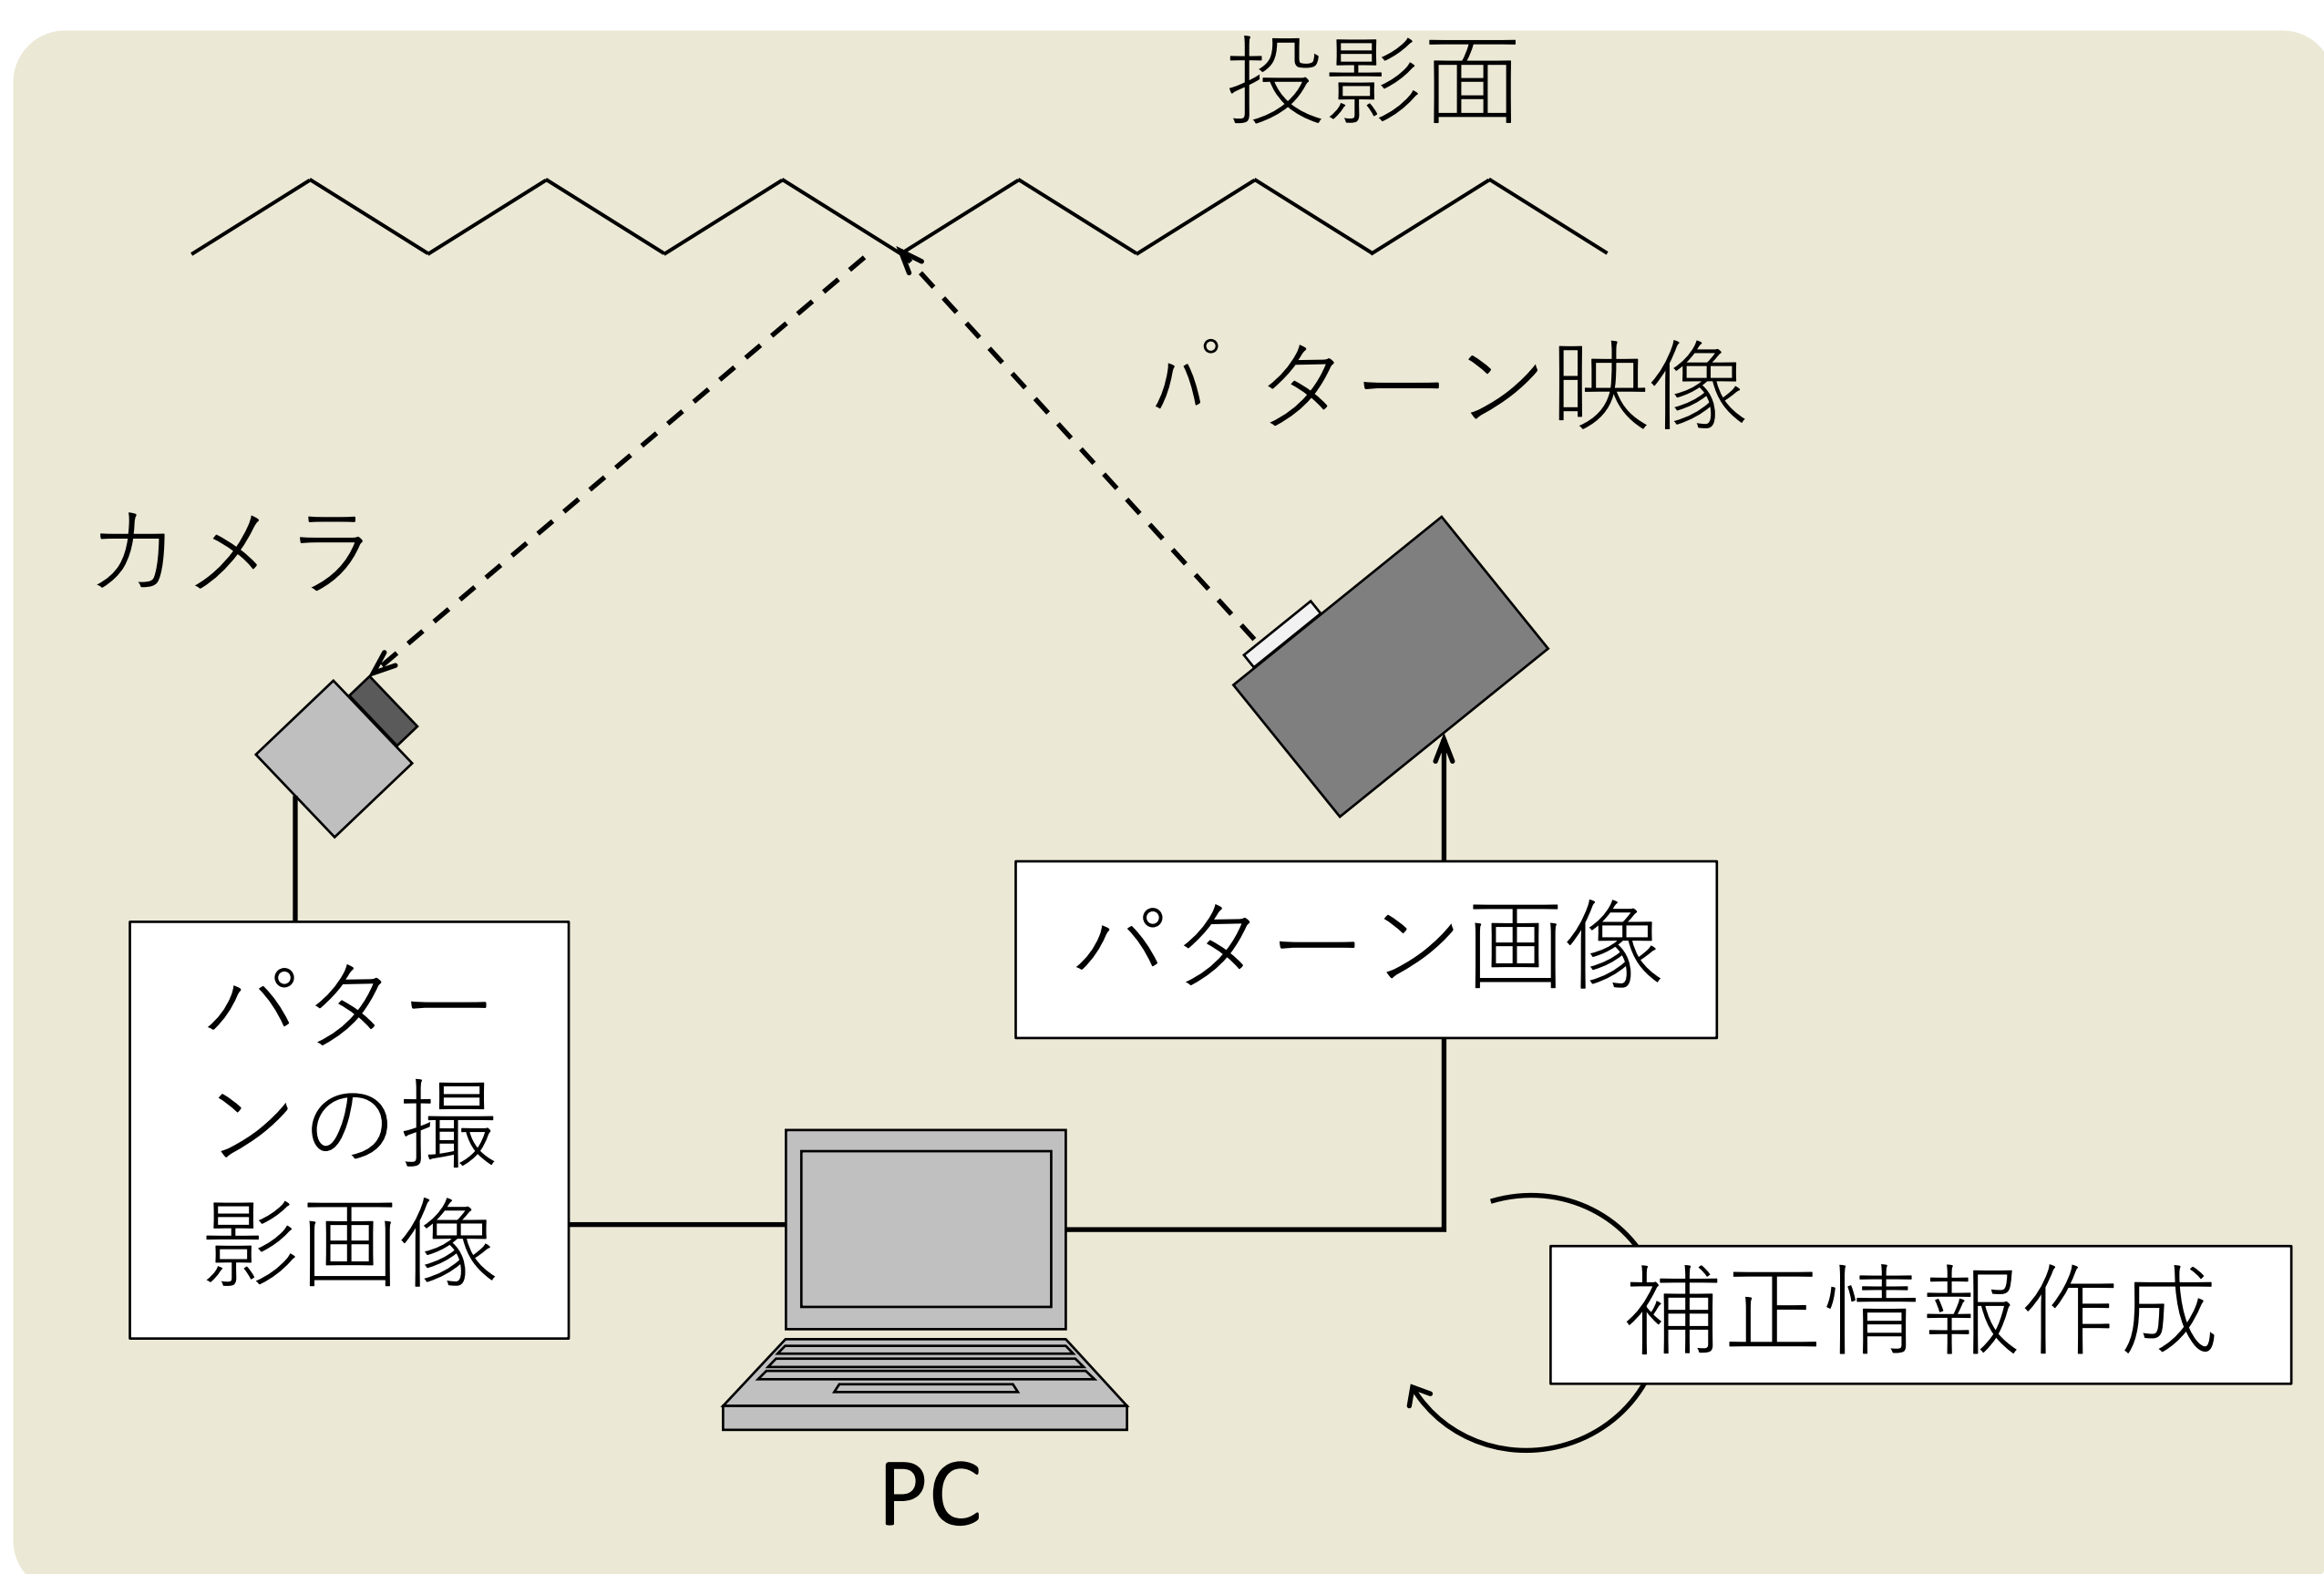 投影面
パターン映像
カメラ
パターン画像
パター
ンの撮
影画像
補正情報作成
PC